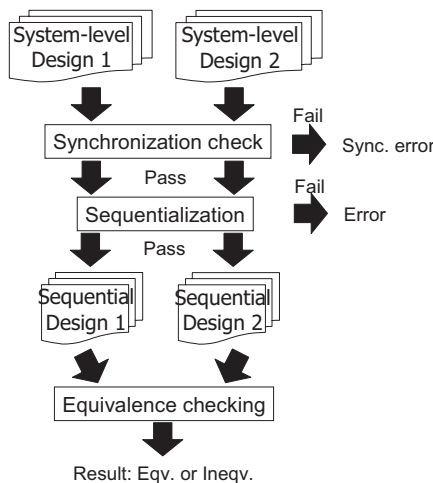 System-level
Design 1
System-level
Design 2
Fail
Synchronization check
Sync. error
Pass
Fail
Sequentialization
Error
Pass
Sequential
Design 1
Sequential
Design 2
Equivalence checking
Result: Eqv. or Ineqv.